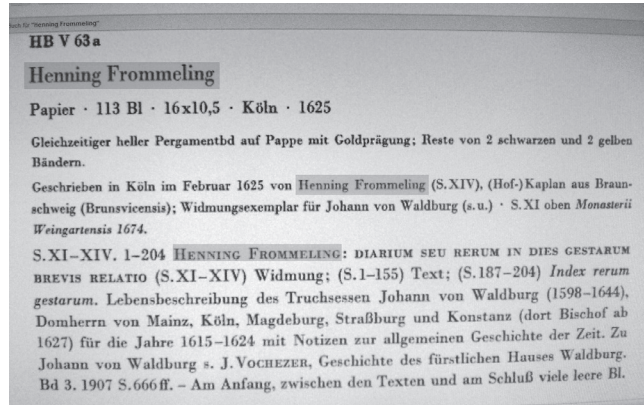 buch für "Henning Frommeling"
HB V 63a
Henning Frommeling
Papier · 113 Bl · 16x10,5 · Köln · 1625
Gleichzeitiger heller Pergamentbd auf Pappe mit Goldprägung; Reste von 2 schwarzen und 2 gelben
Bändern.
Geschrieben in Köln im Februar 1625 von Henning Frommeling (S.XIV), (Hof-)Kaplan aus Braun-
schweig (Brunsvicensis); Widmungsexemplar für Johann von Waldburg (s.u.) · S.XI oben Monasterii
Weingartensis 1674.
S.XI–XIV. 1–204 HENNING FROMMELING: DIARIUM SEU RERUM IN DIES GESTARUM
BREVIS RELATIO (S.XI–XIV) Widmung; (S.1–155) Text; (S.187–204) Index rerum
gestarum. Lebensbeschreibung des Truchsessen Johann von Waldburg (1598–1644),
Domherrn von Mainz, Köln, Magdeburg, Straßburg und Konstanz (dort Bischof ab
1627) für die Jahre 1615–1624 mit Notizen zur allgemeinen Geschichte der Zeit. Zu
Johann von Waldburg s. J. VOCHEZER, Geschichte des fürstlichen Hauses Waldburg.
Bd 3. 1907 S.666ff. – Am Anfang, zwischen den Texten und am Schluß viele leere Bl.